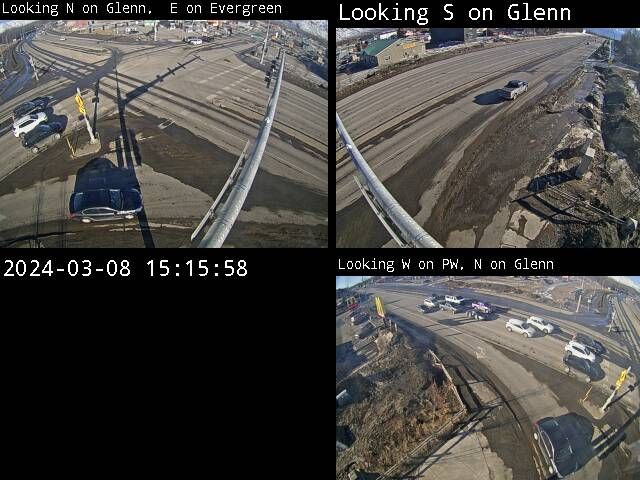 Looking N on Glenn,  E on Evergreen
Looking S on Glenn
2024-03-08 15:15:58
Looking W on PW, N on Glenn